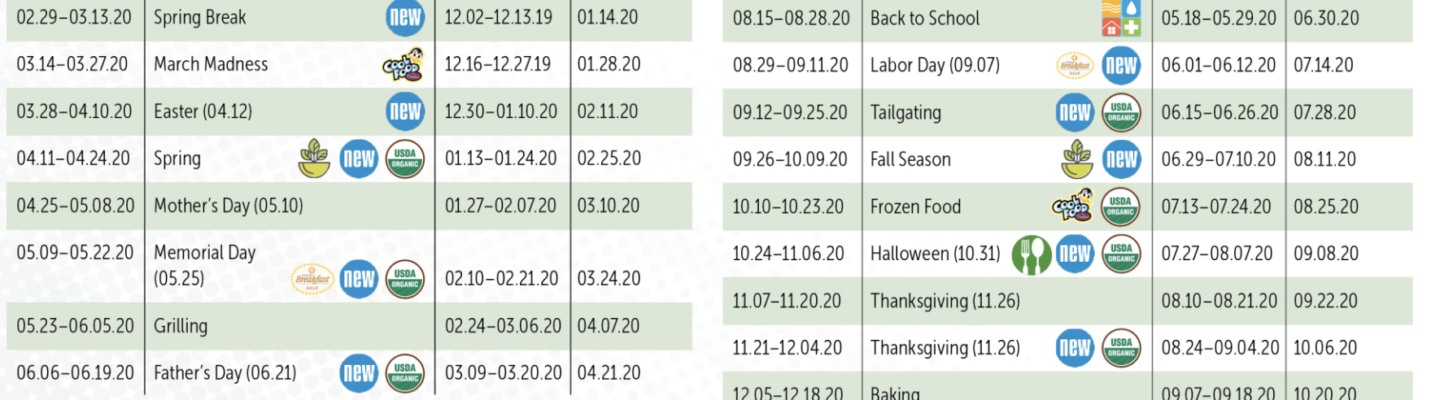 02.29–03.13.20 Spring Break new 12.02–12.13.19 01.14.20
03.14–03.27.20 March Madness Cool Food 12.16–12.27.19 01.28.20
03.28–04.10.20 Easter (04.12) new 12.30–01.10.20 02.11.20
04.11–04.24.20 Spring new USDA ORGANIC 01.13–01.24.20 02.25.20
04.25–05.08.20 Mother's Day (05.10) 01.27–02.07.20 03.10.20
05.09–05.22.20 Memorial Day
(05.25) Breakfast new USDA ORGANIC 02.10–02.21.20 03.24.20
05.23–06.05.20 Grilling 02.24–03.06.20 04.07.20
06.06–06.19.20 Father's Day (06.21) new USDA ORGANIC 03.09–03.20.20 04.21.20
08.15–08.28.20 Back to School 05.18–05.29.20 06.30.20
08.29–09.11.20 Labor Day (09.07) Breakfast new 06.01–06.12.20 07.14.20
09.12–09.25.20 Tailgating new USDA ORGANIC 06.15–06.26.20 07.28.20
09.26–10.09.20 Fall Season new 06.29–07.10.20 08.11.20
10.10–10.23.20 Frozen Food Cool Food USDA ORGANIC 07.13–07.24.20 08.25.20
10.24–11.06.20 Halloween (10.31) new USDA ORGANIC 07.27–08.07.20 09.08.20
11.07–11.20.20 Thanksgiving (11.26) 08.10–08.21.20 09.22.20
11.21–12.04.20 Thanksgiving (11.26) new USDA ORGANIC 08.24–09.04.20 10.06.20
12.05–12.18.20 Baking 09.07–09.18.20 10.20.20